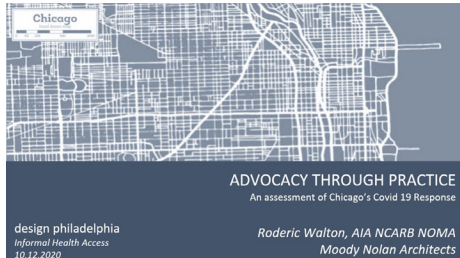 Chicago
ADVOCACY THROUGH PRACTICE
An assessment of Chicago's Covid 19 Response
design philadelphia
Informal Health Access
10.12.2020
Roderic Walton, AIA NCARB NOMA
Moody Nolan Architects